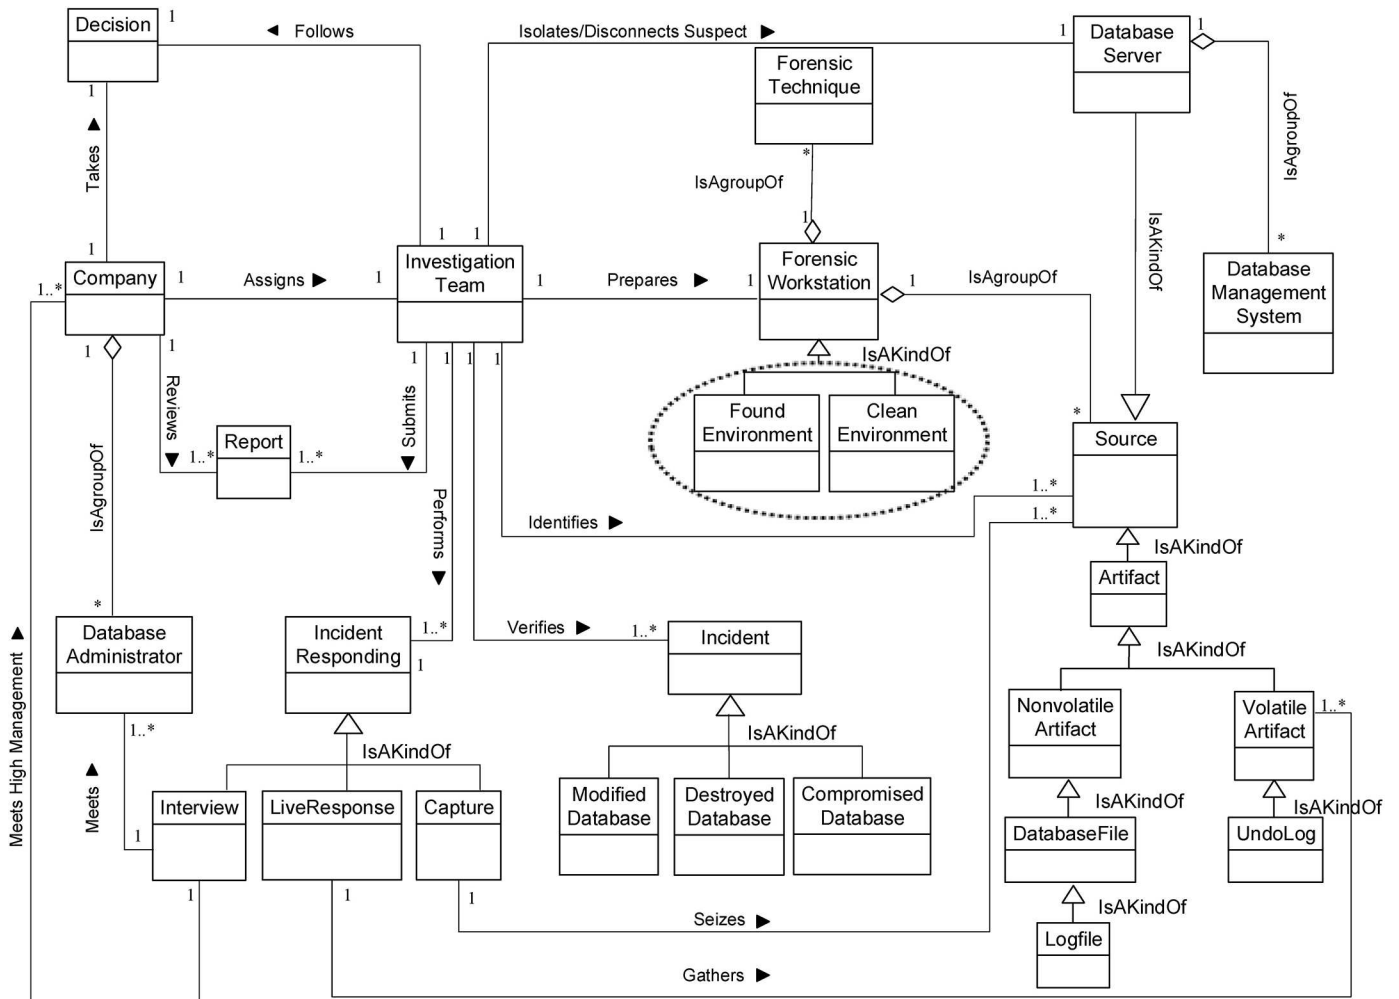 Decision
1
◄ Follows
Isolates/Disconnects Suspect ►
1
Database
Server
1
Forensic
Technique
1
Takes ▲
*
IsAgroupOf
IsAgroupOf
IsAKindOf
1
1
1
1
*
Company
1
Assigns ►
1
Investigation
Team
1
Prepares ►
1
Forensic
Workstation
1
IsAgroupOf
Database
Management
System
1..*
1
1
1
1
1
1
IsAKindOf
Reviews ▼
Submits ▼
Found
Environment
Clean
Environment
*
Source
Report
1..*
1..*
IsAgroupOf
Performs ▼
1..*
1..*
Identifies ►
IsAKindOf
Artifact
*
Database
Administrator
Incident
Responding
1..*
1
Verifies ►
1..*
Incident
IsAKindOf
Meets High Management ▲
1..*
Nonvolatile
Artifact
Volatile
Artifact
1..*
IsAKindOf
IsAKindOf
Meets ▲
1
Interview
LiveResponse
Capture
Modified
Database
Destroyed
Database
Compromised
Database
IsAKindOf
IsAKindOf
DatabaseFile
UndoLog
1
1
1
Seizes ►
IsAKindOf
Logfile
Gathers ►